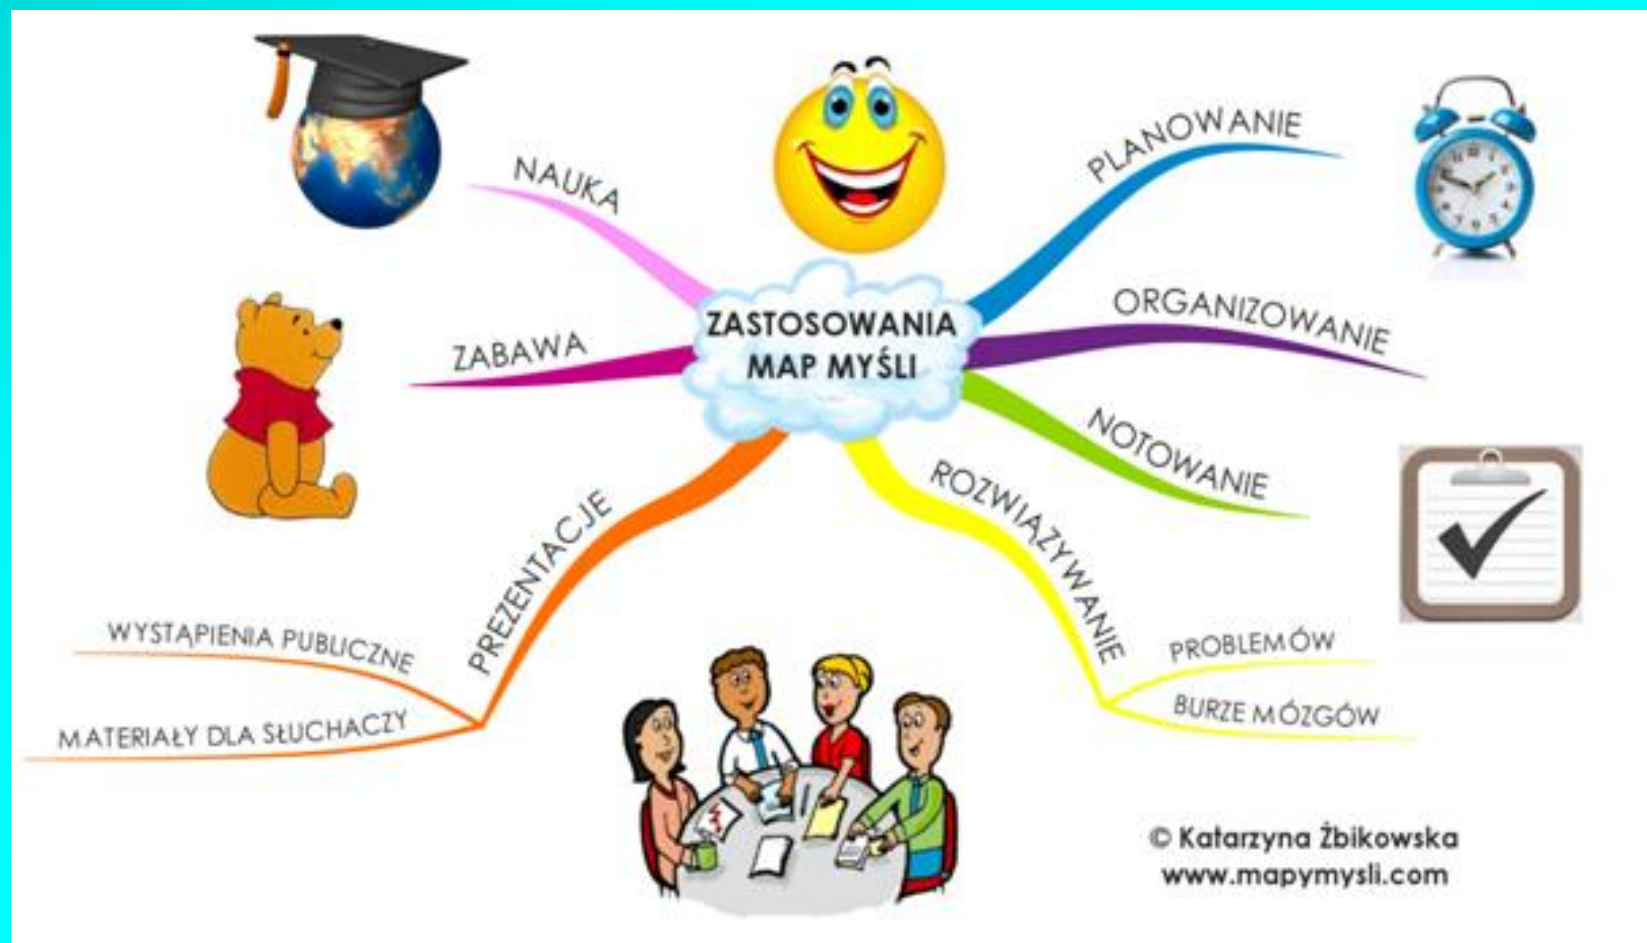 ZASTOSOWANIA
MAP MYŚLI
PLANOWANIE
ORGANIZOWANIE
NOTOWANIE
ROZWIĄZYWANIE
PROBLEMÓW
BURZE MÓZGÓW
PREZENTACJE
WYSTĄPIENIA PUBLICZNE
MATERIAŁY DLA SŁUCHACZY
ZABAWA
NAUKA
© Katarzyna Żbikowska
www.mapymysli.com